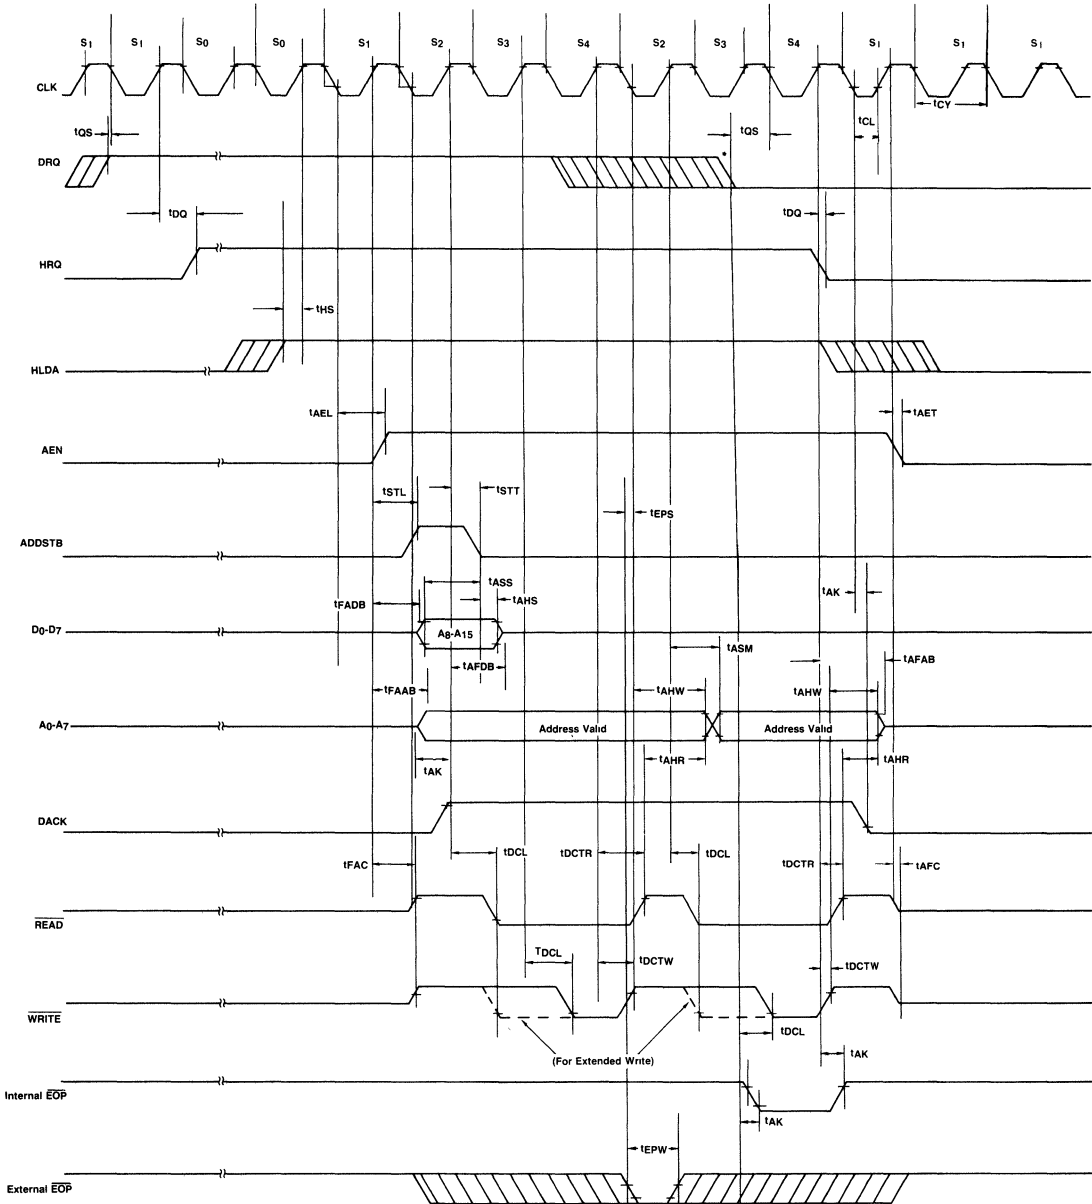 S1 S1 S0 S0 S1 S2 S3 S4 S2 S3 S4 S1 S1 S1
CLK
tCY
tCL
tQS
tQS
DRQ
*
tDQ
tDQ
HRQ
tHS
HLDA
tAEL
tAET
AEN
tSTL
tSTT
tEPS
ADDSTB
tASS
tAK
tFADB
tAHS
D0-D7
A8-A15
tASM
tAFDB
tAFAB
tFAAB
tAHW
tAHW
A0-A7
Address Valid
Address Valid
tAK
tAHR
tAHR
DACK
tDCL
tDCTR
tDCL
tDCTR
tFAC
tAFC
READ
TDCL
tDCTW
tDCTW
WRITE
tDCL
(For Extended Write)
tAK
Internal EOP
tAK
tEPW
External EOP